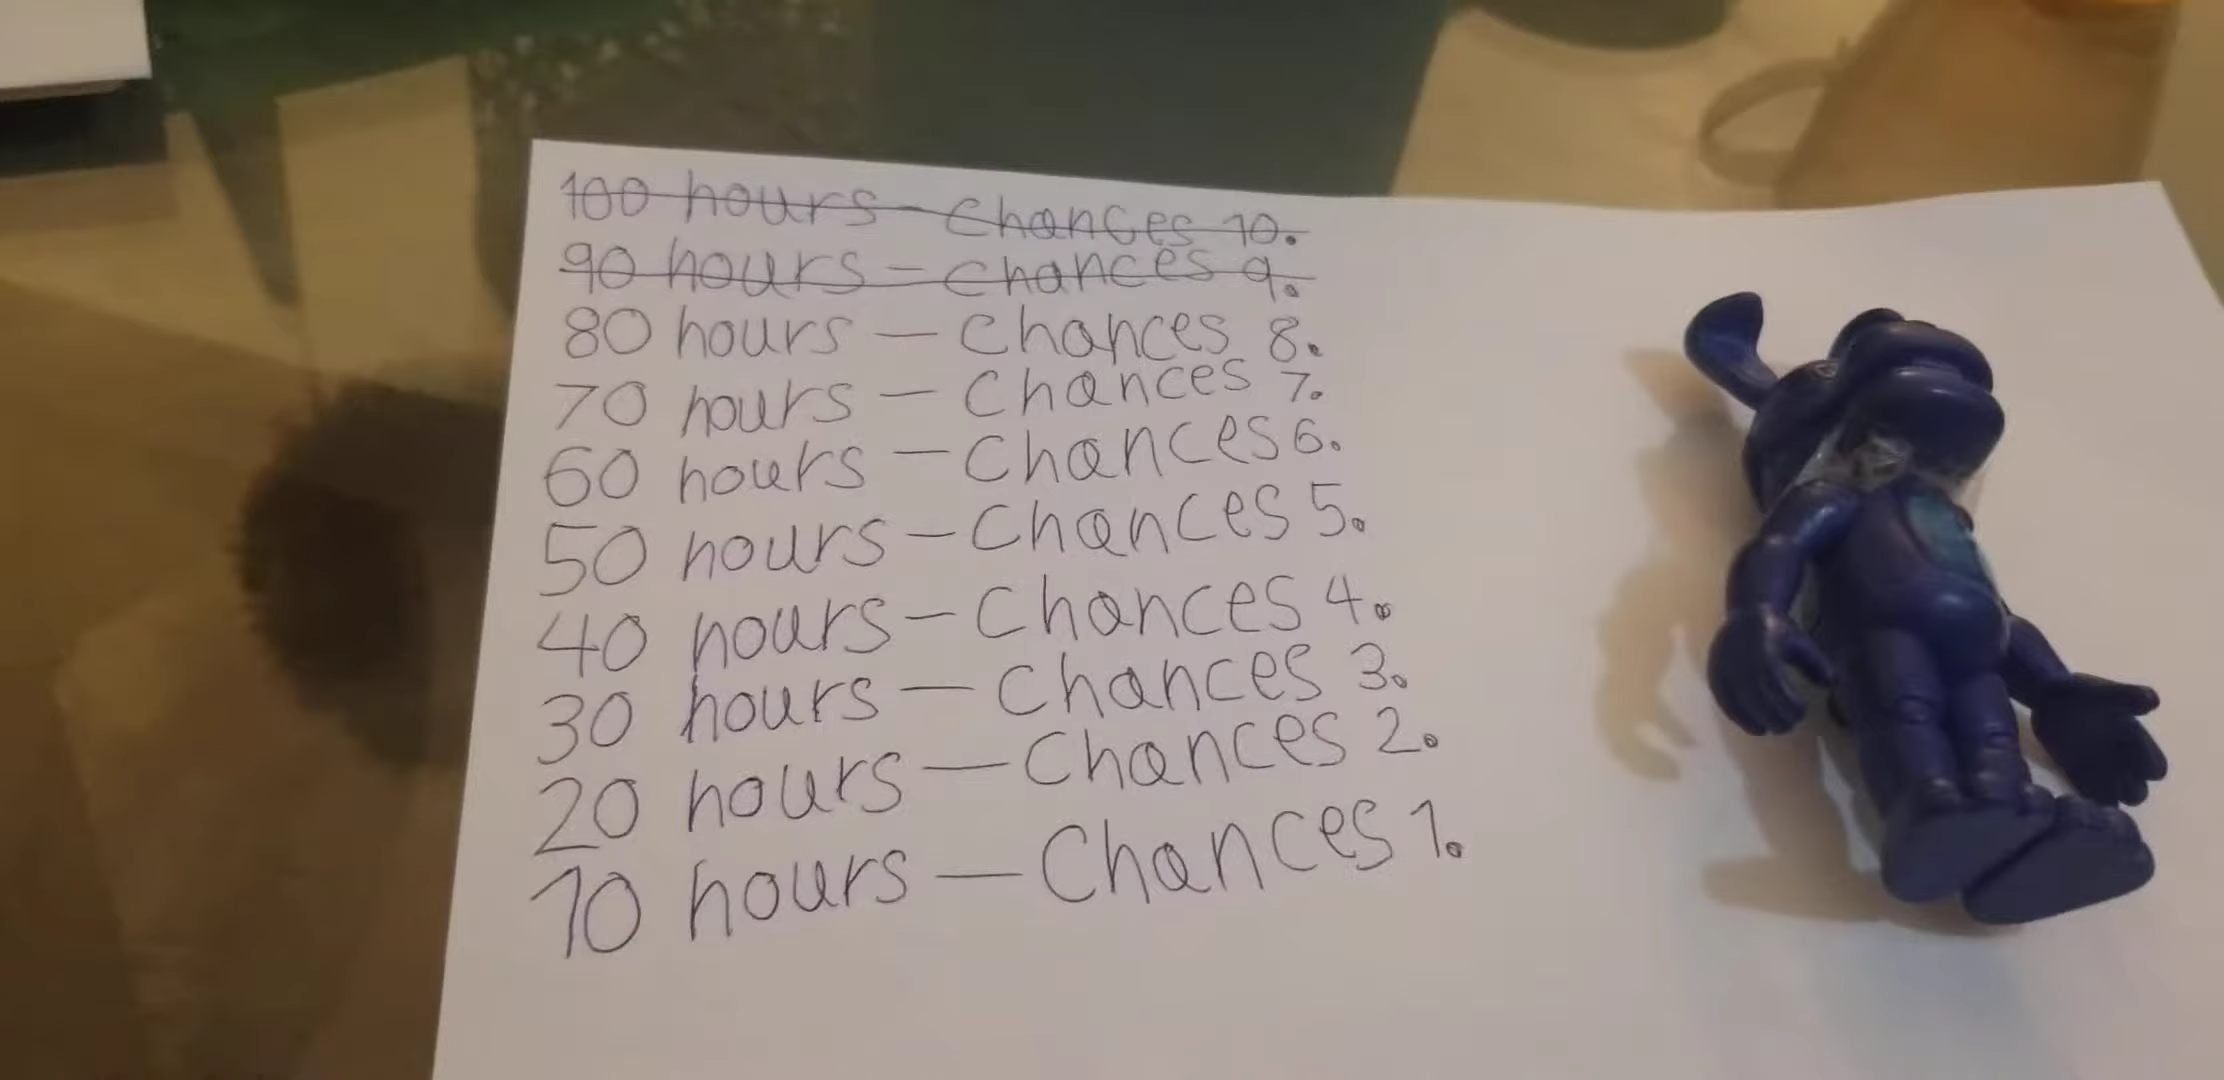 100 hours - Chances 10.
90 hours - Chances 9.
80 hours - Chances 8.
70 hours - Chances 7.
60 hours - Chances 6.
50 hours - Chances 5.
40 hours - Chances 4.
30 hours - Chances 3.
20 hours - Chances 2.
10 hours - Chances 1.